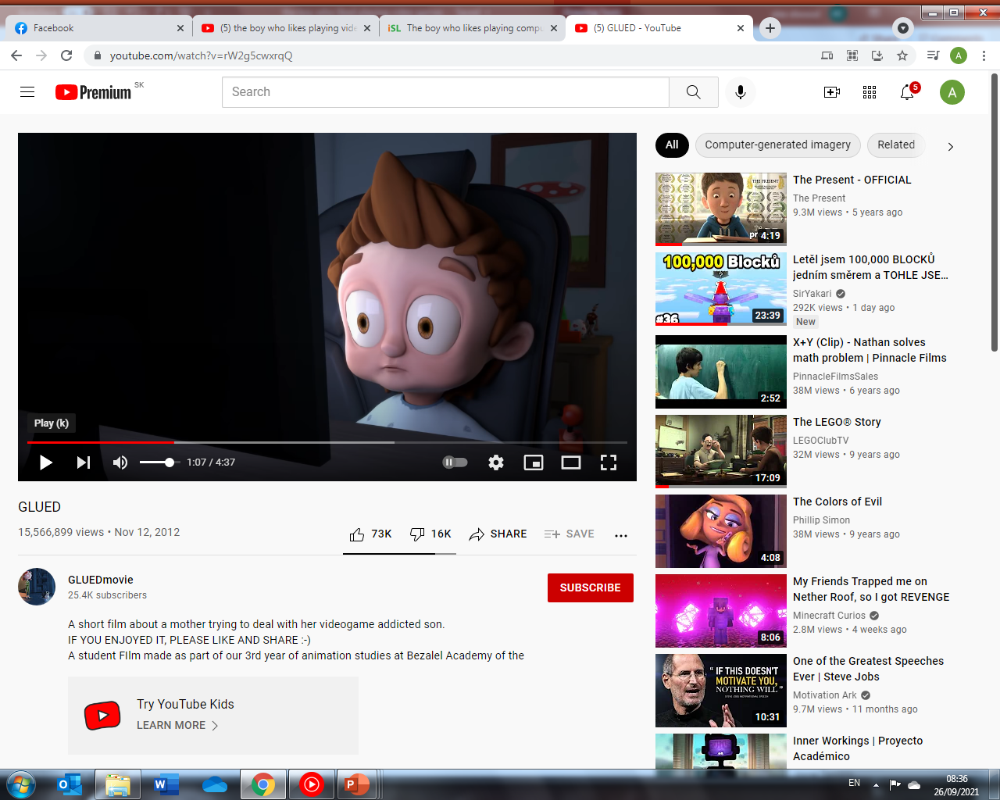 Facebook
(5) the boy who likes playing vide
iSL The boy who likes playing compu
(5) GLUED - YouTube
youtube.com/watch?v=rW2g5cwxrqQ
A
Premium SK
Search
5
A
All
Computer-generated imagery
Related
Play (k)
1:07 / 4:37
GLUED
15,566,899 views • Nov 12, 2012
73K
16K
SHARE
SAVE
GLUEDmovie
25.4K subscribers
SUBSCRIBE
A short film about a mother trying to deal with her videogame addicted son.
IF YOU ENJOYED IT, PLEASE LIKE AND SHARE :-)
A student FIlm made as part of our 3rd year of animation studies at Bezalel Academy of the
Try YouTube Kids
LEARN MORE
THE PRESENT
the
pr
4:19
The Present - OFFICIAL
The Present
9.3M views • 5 years ago
100,000 Blocků
#36
23:39
Letěl jsem 100,000 BLOCKŮ
jedním směrem a TOHLE JSE…
SirYakari
292K views • 1 day ago
New
2:52
X+Y (Clip) - Nathan solves
math problem | Pinnacle Films
PinnacleFilmsSales
38M views • 6 years ago
17:09
The LEGO® Story
LEGOClubTV
32M views • 9 years ago
4:08
The Colors of Evil
Phillip Simon
38M views • 9 years ago
8:06
My Friends Trapped me on
Nether Roof, so I got REVENGE
Minecraft Curios
2.8M views • 4 weeks ago
“ IF THIS DOESN'T
MOTIVATE YOU,
NOTHING WILL ”
STEVE JOBS MOTIVATIONAL SPEECH
10:31
One of the Greatest Speeches
Ever | Steve Jobs
Motivation Ark
9.7M views • 11 months ago
Inner Workings | Proyecto
Académico
EN
08:36
26/09/2021